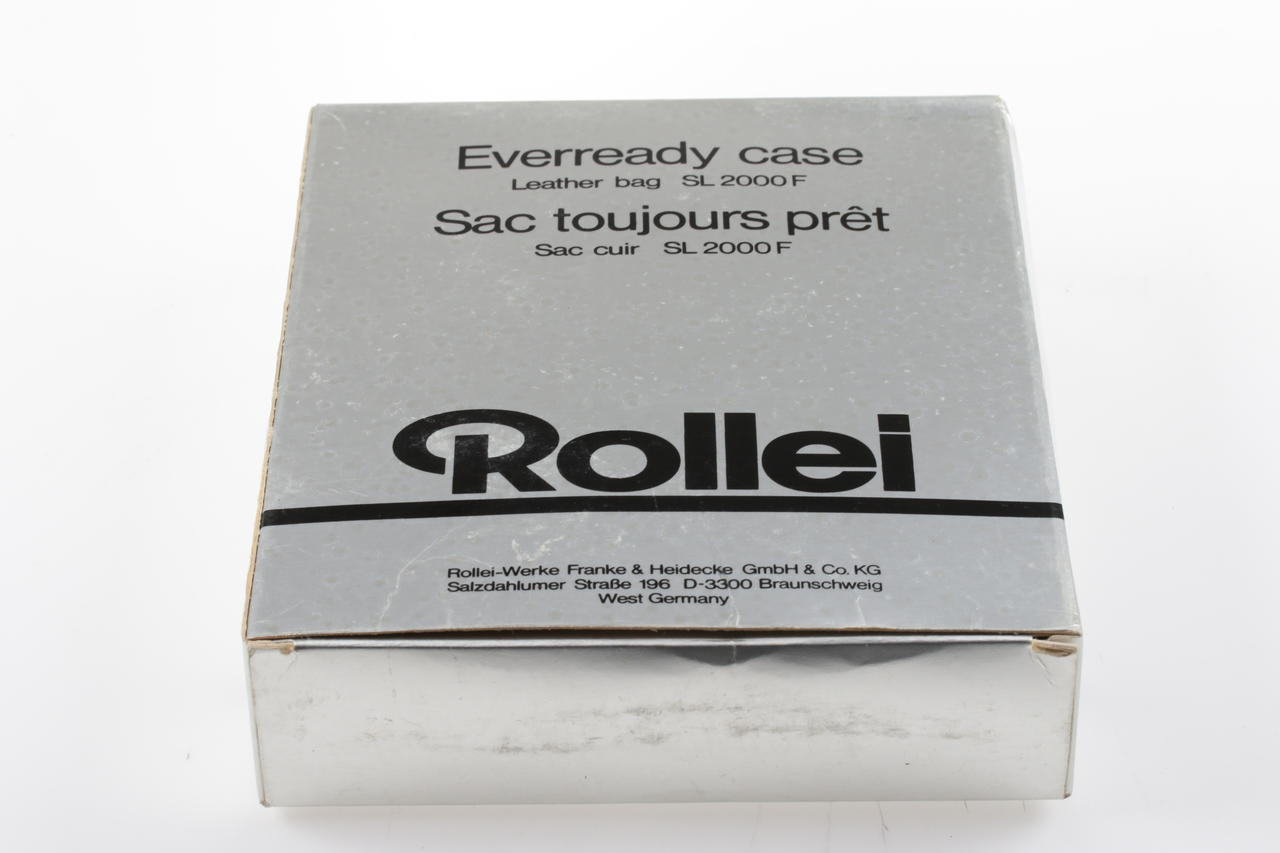 Everready case
Leather bag SL 2000 F
Sac toujours prêt
Sac cuir SL 2000 F
Rollei
Rollei-Werke Franke & Heidecke GmbH & Co. KG
Salzdahlumer Straße 196 D-3300 Braunschweig
West Germany